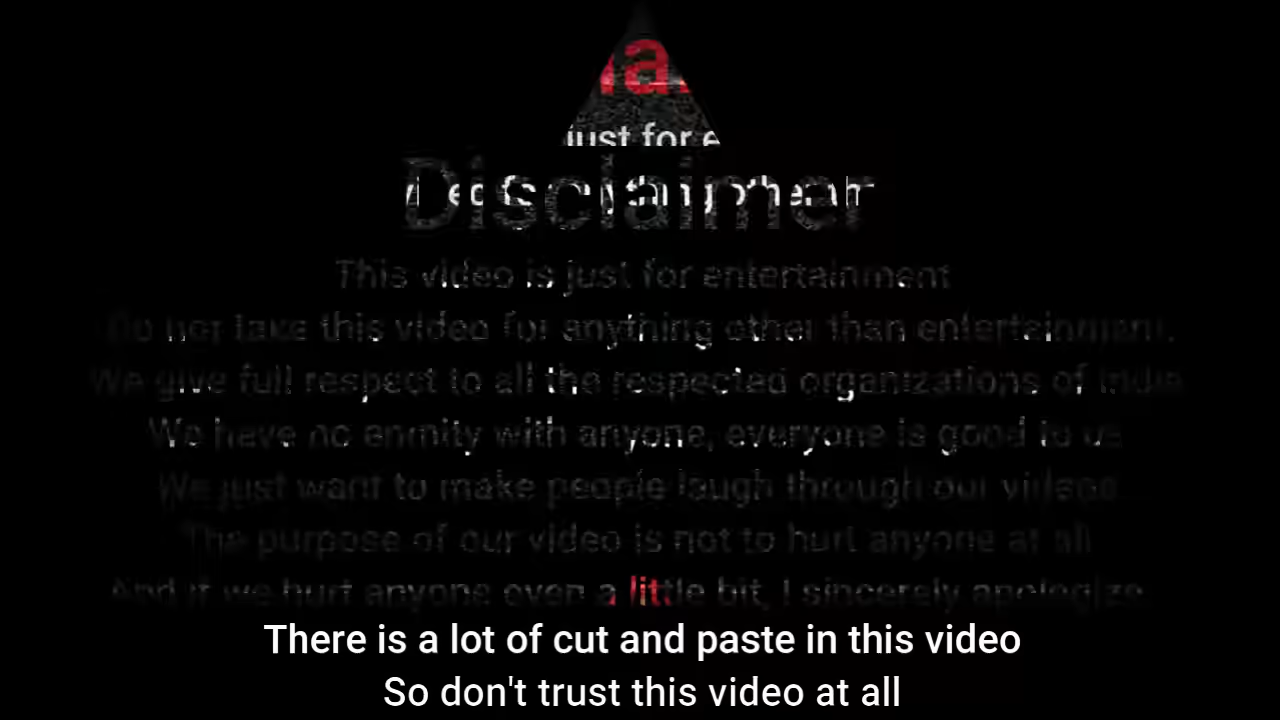 just for
Disclaimer
This video is just for entertainment
Do not take this video for anything other than entertainment.
We give full respect to all the respected organizations of India
We have no enmity with anyone, everyone is good to us
We just want to make people laugh through our videos
The purpose of our video is not to hurt anyone at all
And if we hurt anyone even a little bit, I sincerely apologize.
There is a lot of cut and paste in this video
So don't trust this video at all